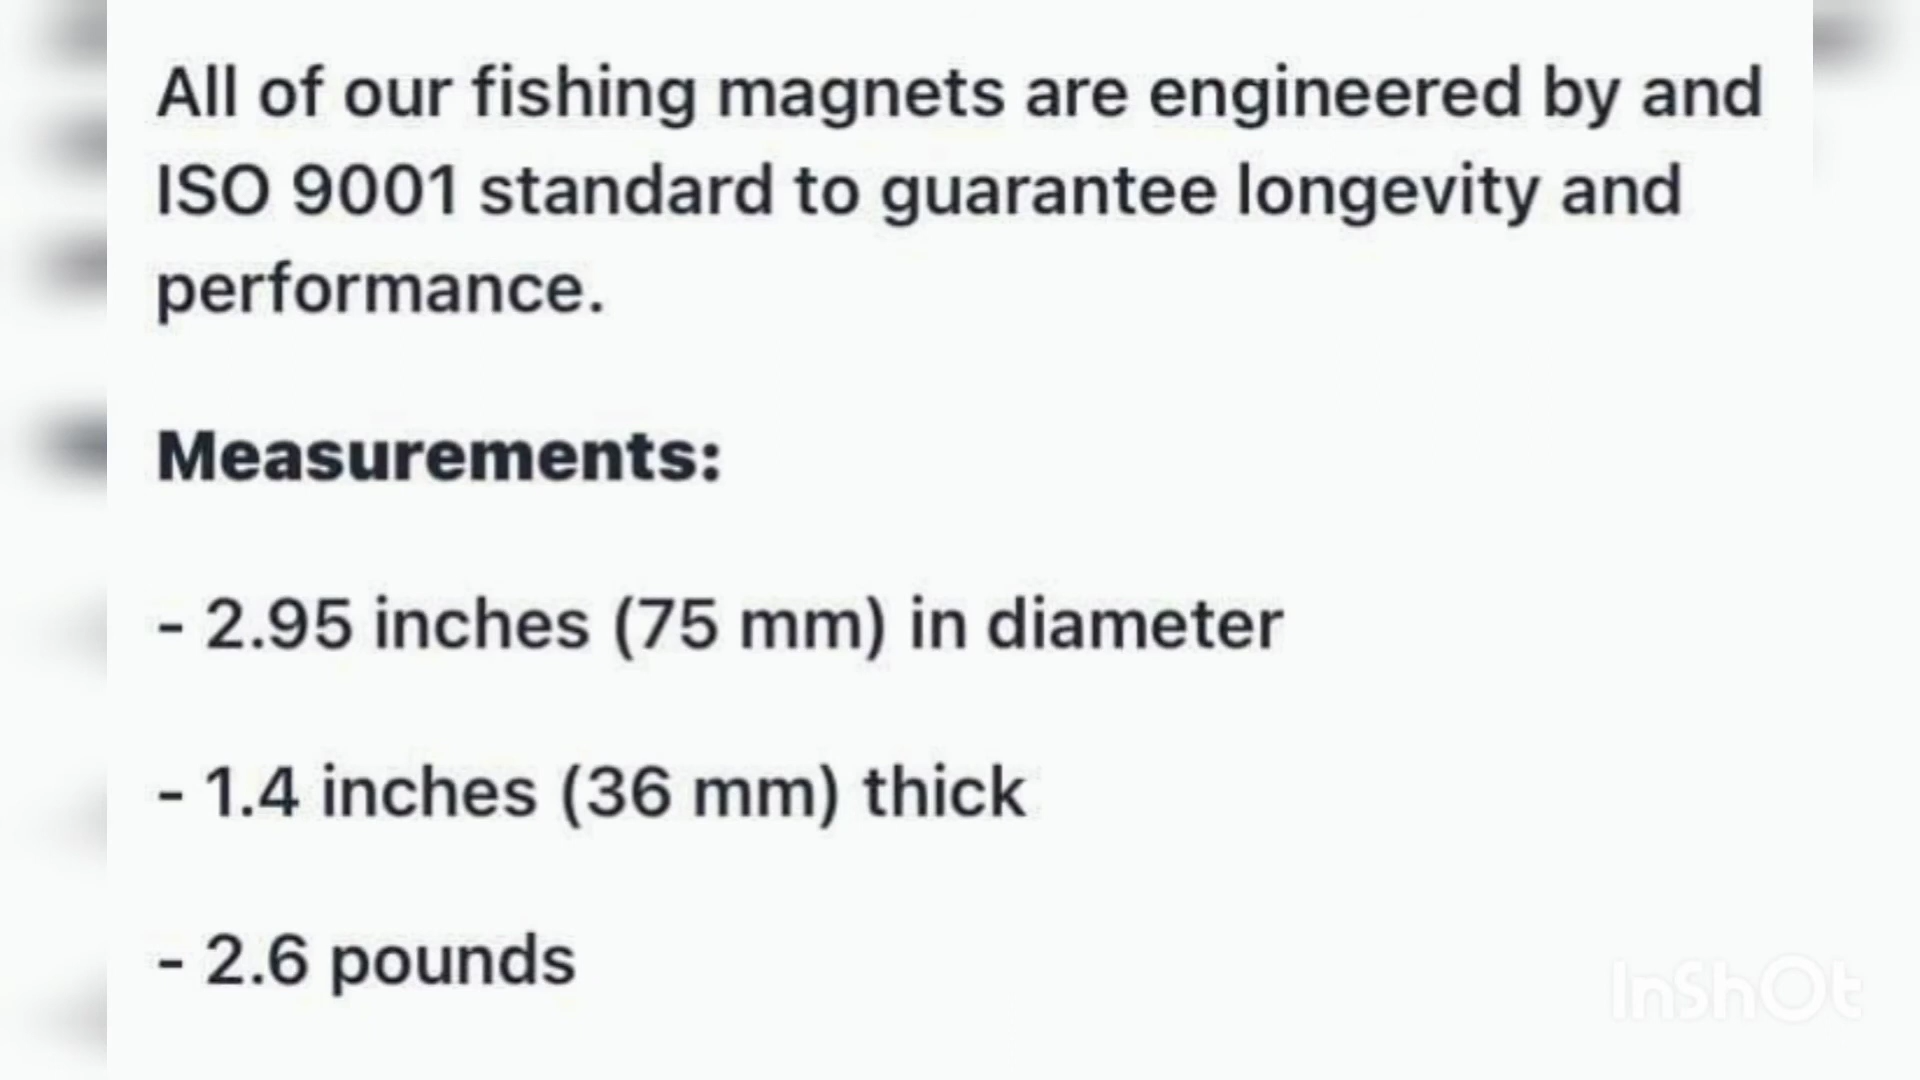 All of our fishing magnets are engineered by and
ISO 9001 standard to guarantee longevity and
performance.
Measurements:
- 2.95 inches (75 mm) in diameter
- 1.4 inches (36 mm) thick
- 2.6 pounds
InShOt